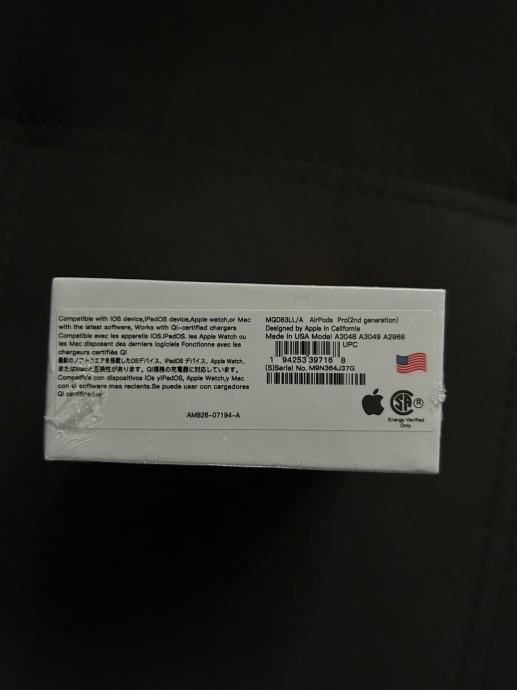 Compatible with IOS device,IPadOS device,Apple watch,or Mac
with the latest software, Works with QI-certified chargers
Compatible avec les appareils IOS.IPadOS. les Apple Watch ou
les Mac disposant des derniers logiciels Fonctionne avec les
chargeurs certifiés QI
最新のソフトウエアを搭載したOSデバイス、iPadOS デバイス、Apple Watch、
またはMacと互換性があります。QI規格の充電器に対応しています。
Compatible con dispositivos IOs yIPadOS, Apple Watch,y Mac
con el software mas recients.Se puede user con cargadores
QI certifie
AM826-07194-A
MQD83LL/A AirPods Pro(2nd generation)
Designed by Apple In California
Made In USA Model A3048 A3049 A2968
UPC
1 94253 39716 8
(S)Serial No. M9N364J37G
SA ®
Energy Verified
Only